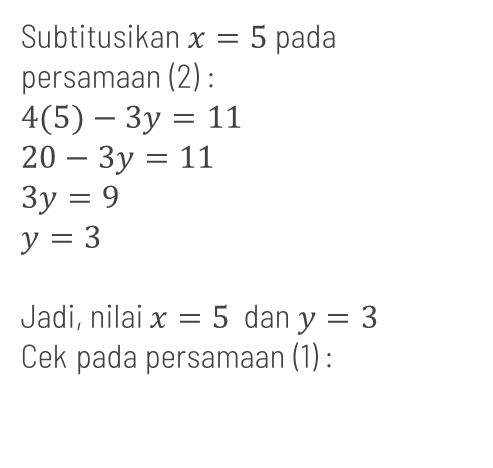 Subtitusikan x = 5 pada
persamaan (2) :
4(5) − 3y = 11
20 − 3y = 11
3y = 9
y = 3
Jadi, nilai x = 5 dan y = 3
Cek pada persamaan (1) :